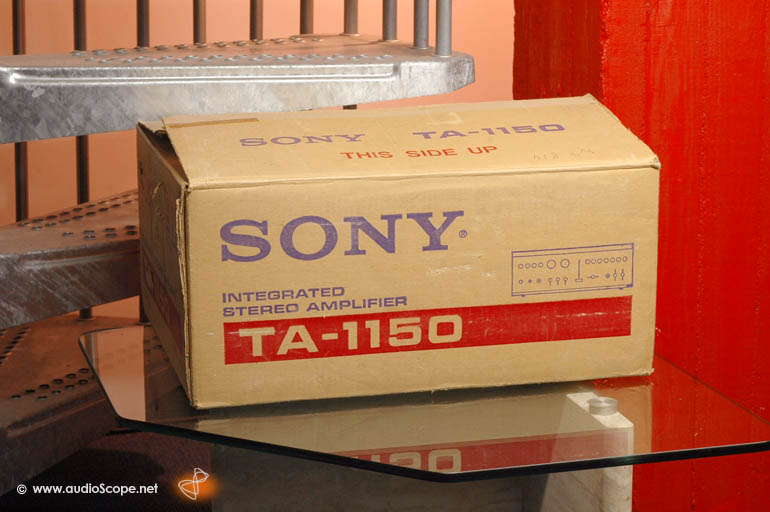 SONY TA-1150
THIS SIDE UP
SONY®
INTEGRATED
STEREO AMPLIFIER
TA-1150
© www.audioScope.net